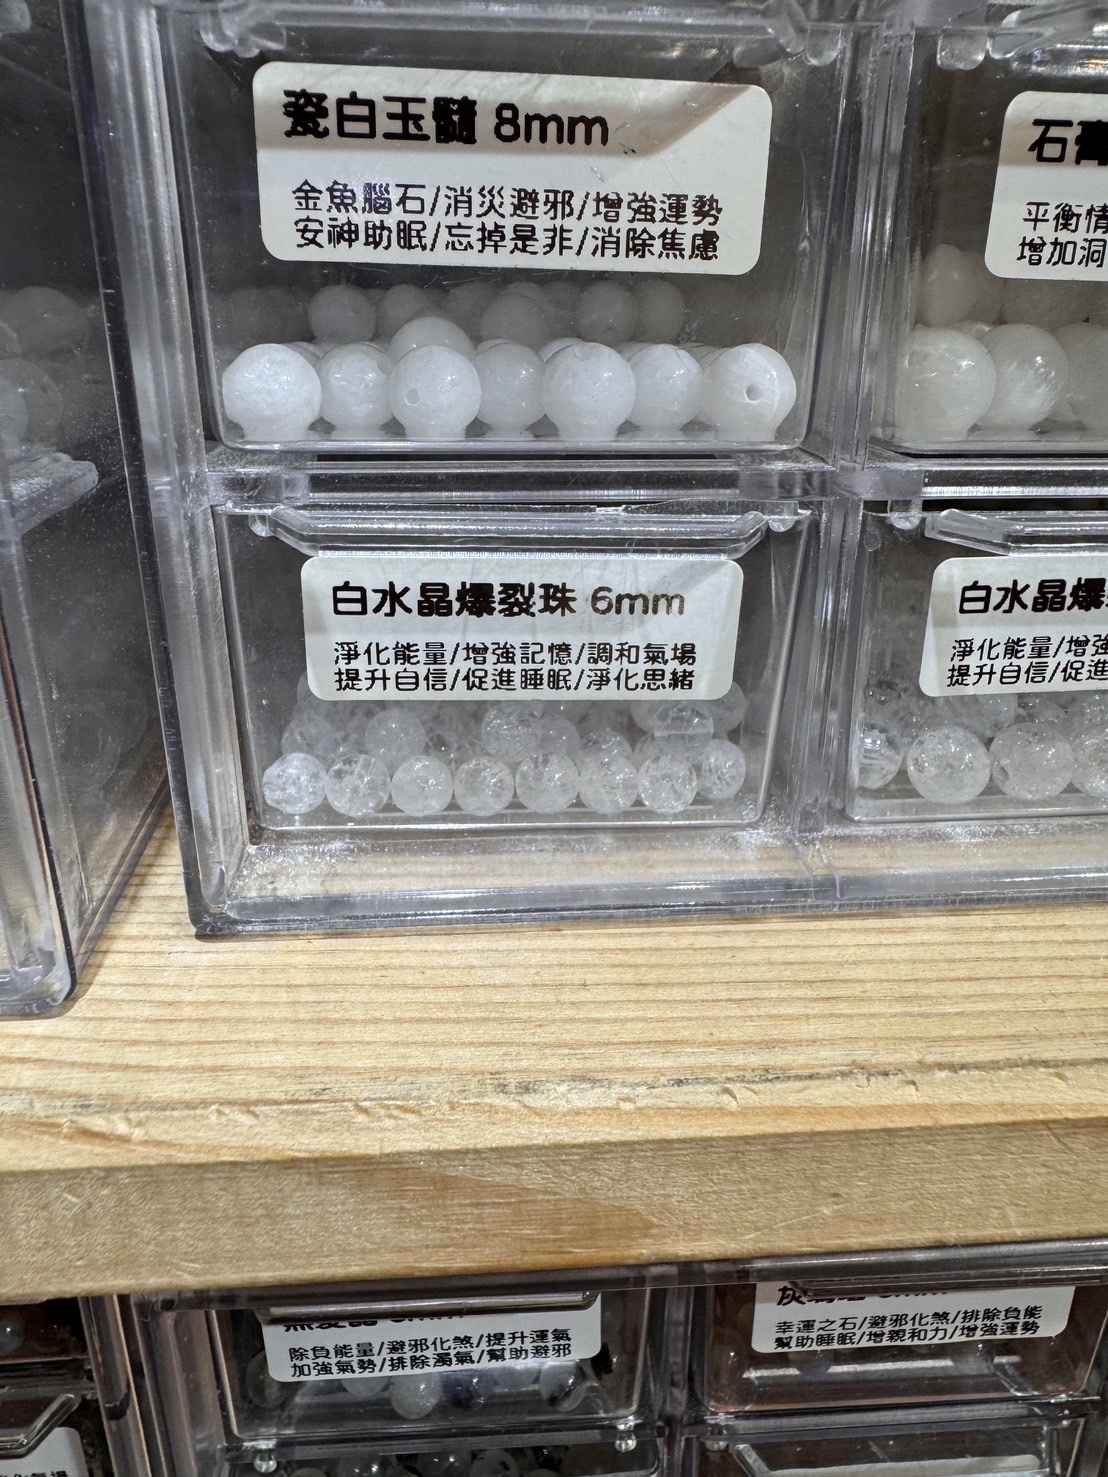 瓷白玉髓 8mm
金魚腦石/消災避邪/增強運勢
安神助眠/忘掉是非/消除焦慮
石膏
平衡情
增加洞
白水晶爆裂珠 6mm
淨化能量/增強記憶/調和氣場
提升自信/促進睡眠/淨化思緒
白水晶爆
淨化能量/增強
提升自信/促進
除負能量/避邪化煞/提升運氣
加強氣勢/排除濁氣/幫助避邪
幸運之石/避邪化煞/排除負能
幫助睡眠/增親和力/增強運勢